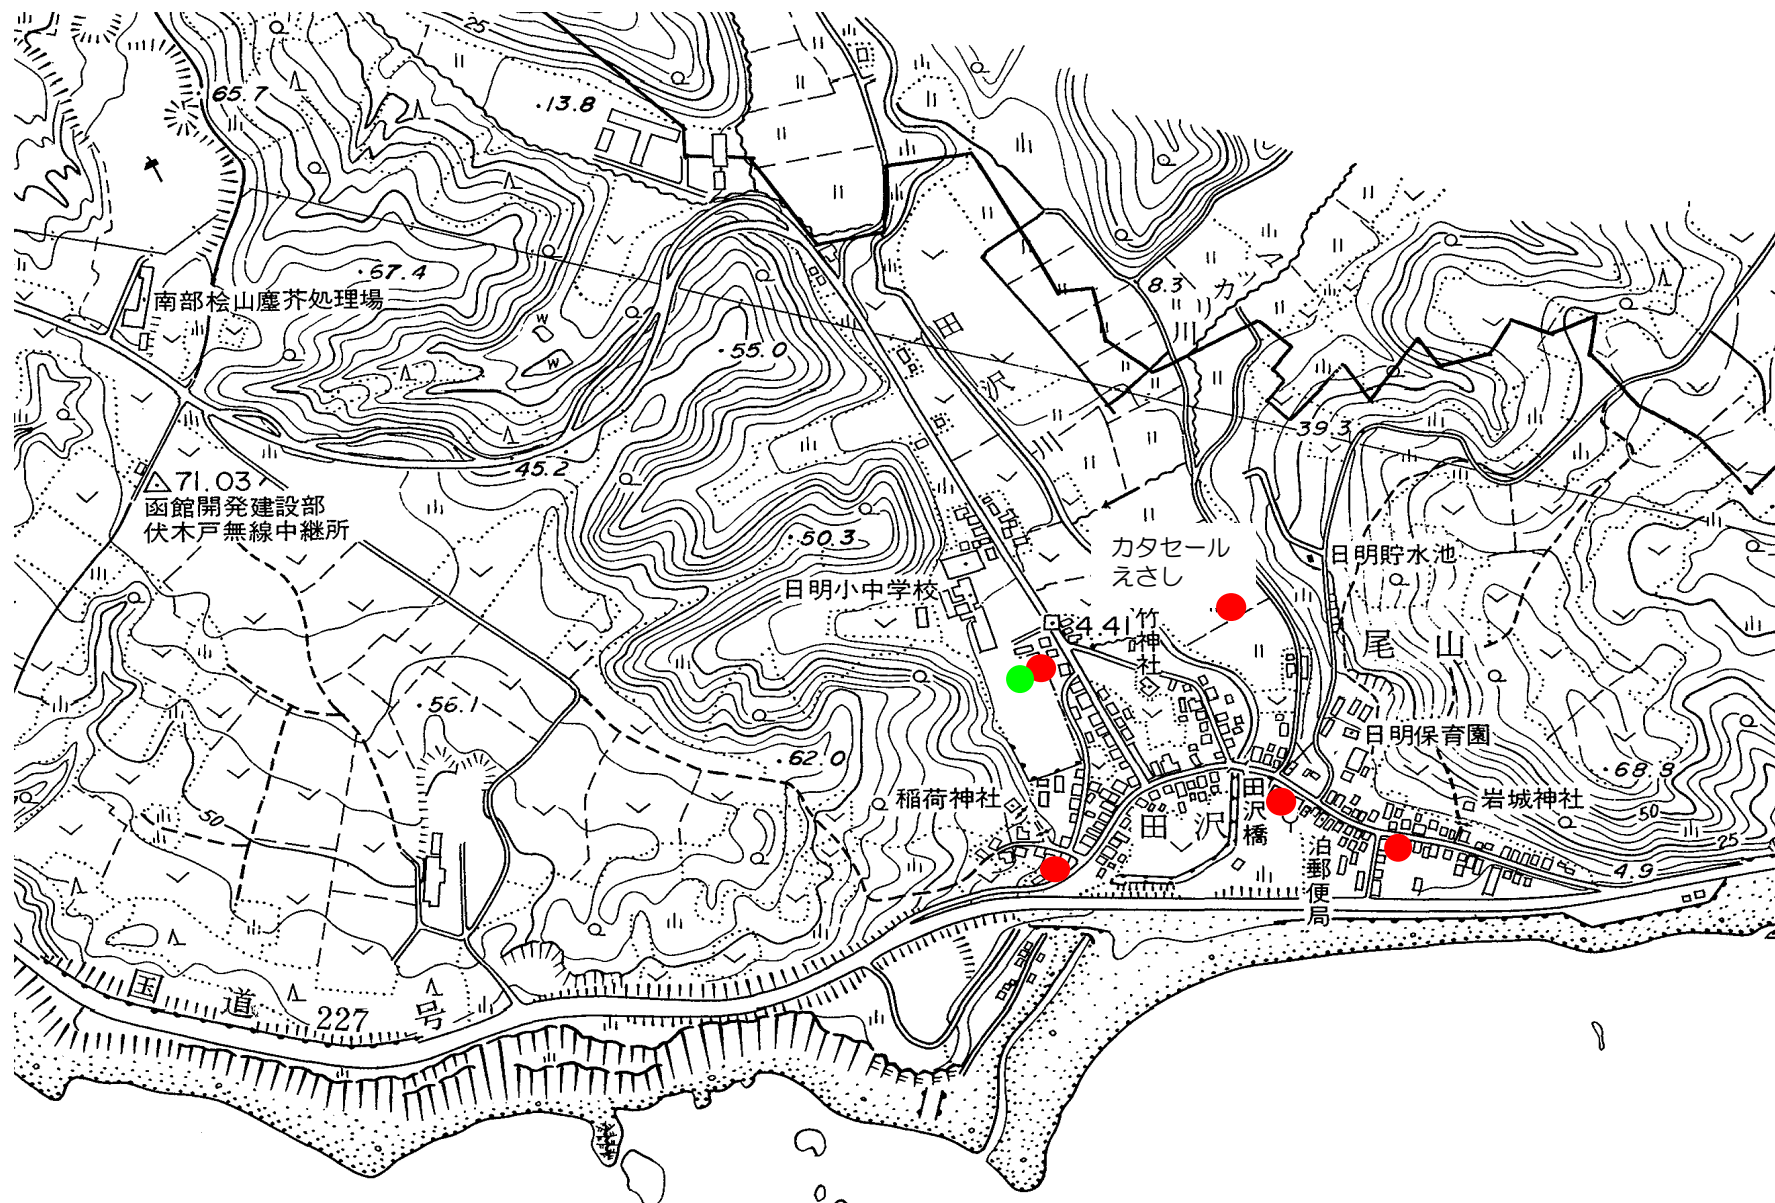 25
65.7
13.8
67.4
南部桧山塵芥処理場
8.3
カツリ川
田沢川
55.0
W
W
39.3
45.2
71.03
函館開発建設部
伏木戸無線中継所
50.3
カタセール
えさし
日明貯水池
日明小中学校
4.41
竹神社
尾山
56.1
62.0
日明保育園
68.8
稲荷神社
田沢
田沢橋
岩城神社
50
50
25
泊郵便局
4.9
国道227号